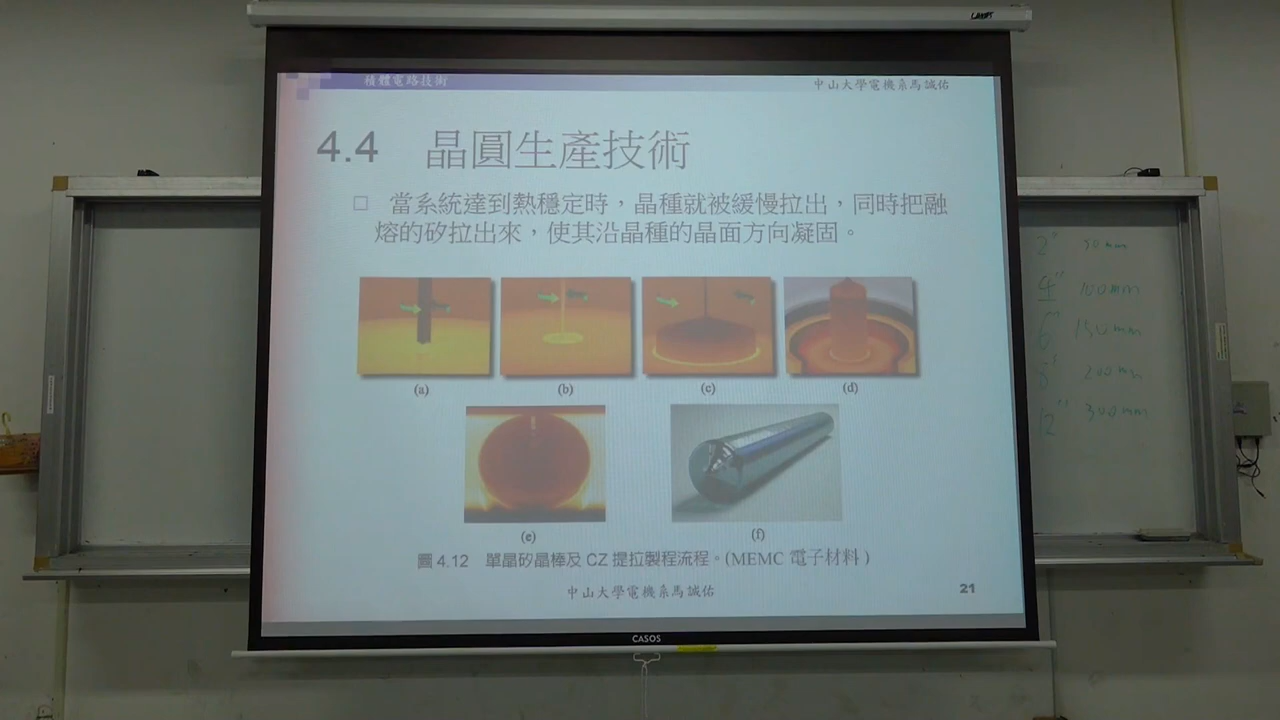 積體電路技術
中山大學電機系馬誠佑
4.4 晶圓生產技術
當系統達到熱穩定時，晶種就被緩慢拉出，同時把融
熔的矽拉出來，使其沿晶種的晶面方向凝固。
(a) (b) (c) (d)
(e) (f)
圖 4.12 單晶矽晶棒及 CZ 提拉製程流程。(MEMC 電子材料)
中山大學電機系馬誠佑
21
CASOS
2" 50mm
4" 100mm
6" 150mm
8" 200mm
12" 300mm